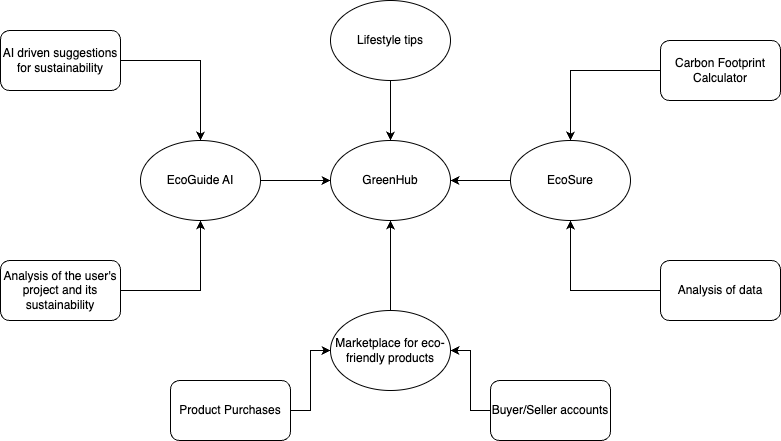 Lifestyle tips
AI driven suggestions
for sustainability
Carbon Footprint
Calculator
EcoGuide AI
GreenHub
EcoSure
Analysis of the user's
project and its
sustainability
Analysis of data
Marketplace for eco-
friendly products
Product Purchases
Buyer/Seller accounts